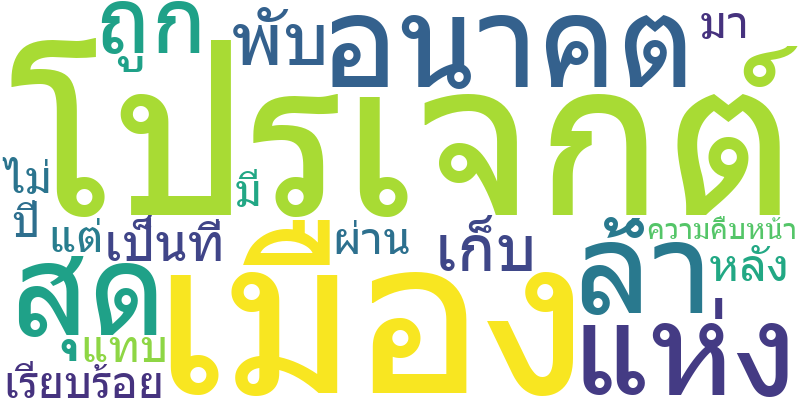 ถูก
พับ
อนาคต
มา
โปรเจกต์
ไม่
มี
ปี
แต่
เป็นที่
ผ่าน
เก็บ
ล้ำ
ความคืบหน้า
หลัง
สุด
เมือง
แห่ง
แทบ
เรียบร้อย